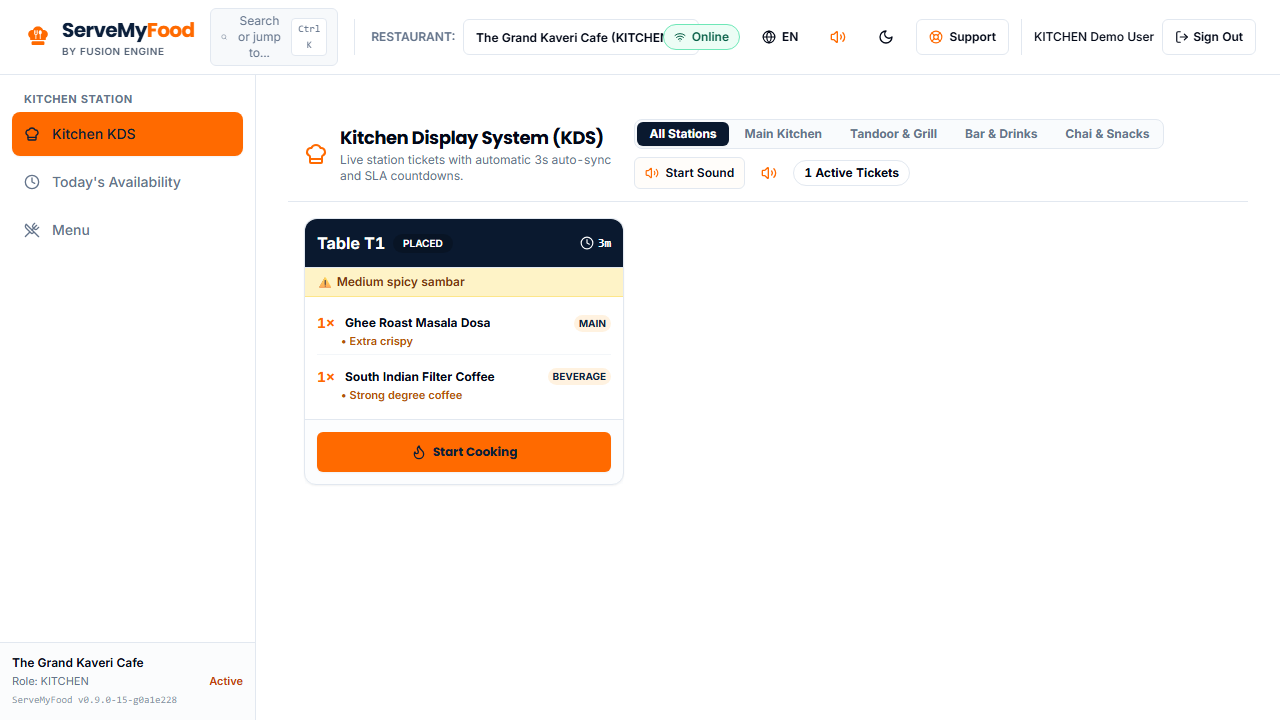 ServeMyFood
BY FUSION ENGINE
Search or jump to...
Ctrl K
RESTAURANT:
The Grand Kaveri Cafe (KITCHEN
Online
EN
Support
KITCHEN Demo User
Sign Out
KITCHEN STATION
Kitchen KDS
Today's Availability
Menu
Kitchen Display System (KDS)
Live station tickets with automatic 3s auto-sync
and SLA countdowns.
All Stations
Main Kitchen
Tandoor & Grill
Bar & Drinks
Chai & Snacks
Start Sound
1 Active Tickets
Table T1
PLACED
3m
Medium spicy sambar
1× Ghee Roast Masala Dosa
MAIN
• Extra crispy
1× South Indian Filter Coffee
BEVERAGE
• Strong degree coffee
Start Cooking
The Grand Kaveri Cafe
Role: KITCHEN
Active
ServeMyFood v0.9.0-15-g0a1e228